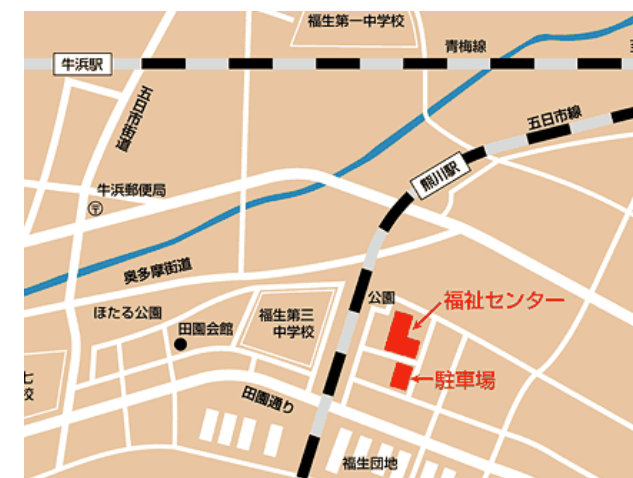 福生第一中学校
青梅線
至
牛浜駅
五日市街道
五日市線
熊川駅
牛浜郵便局
〒
奥多摩街道
公園
福祉センター
ほたる公園
福生第三
中学校
田園会館
駐車場
七
校
田園通り
福生団地